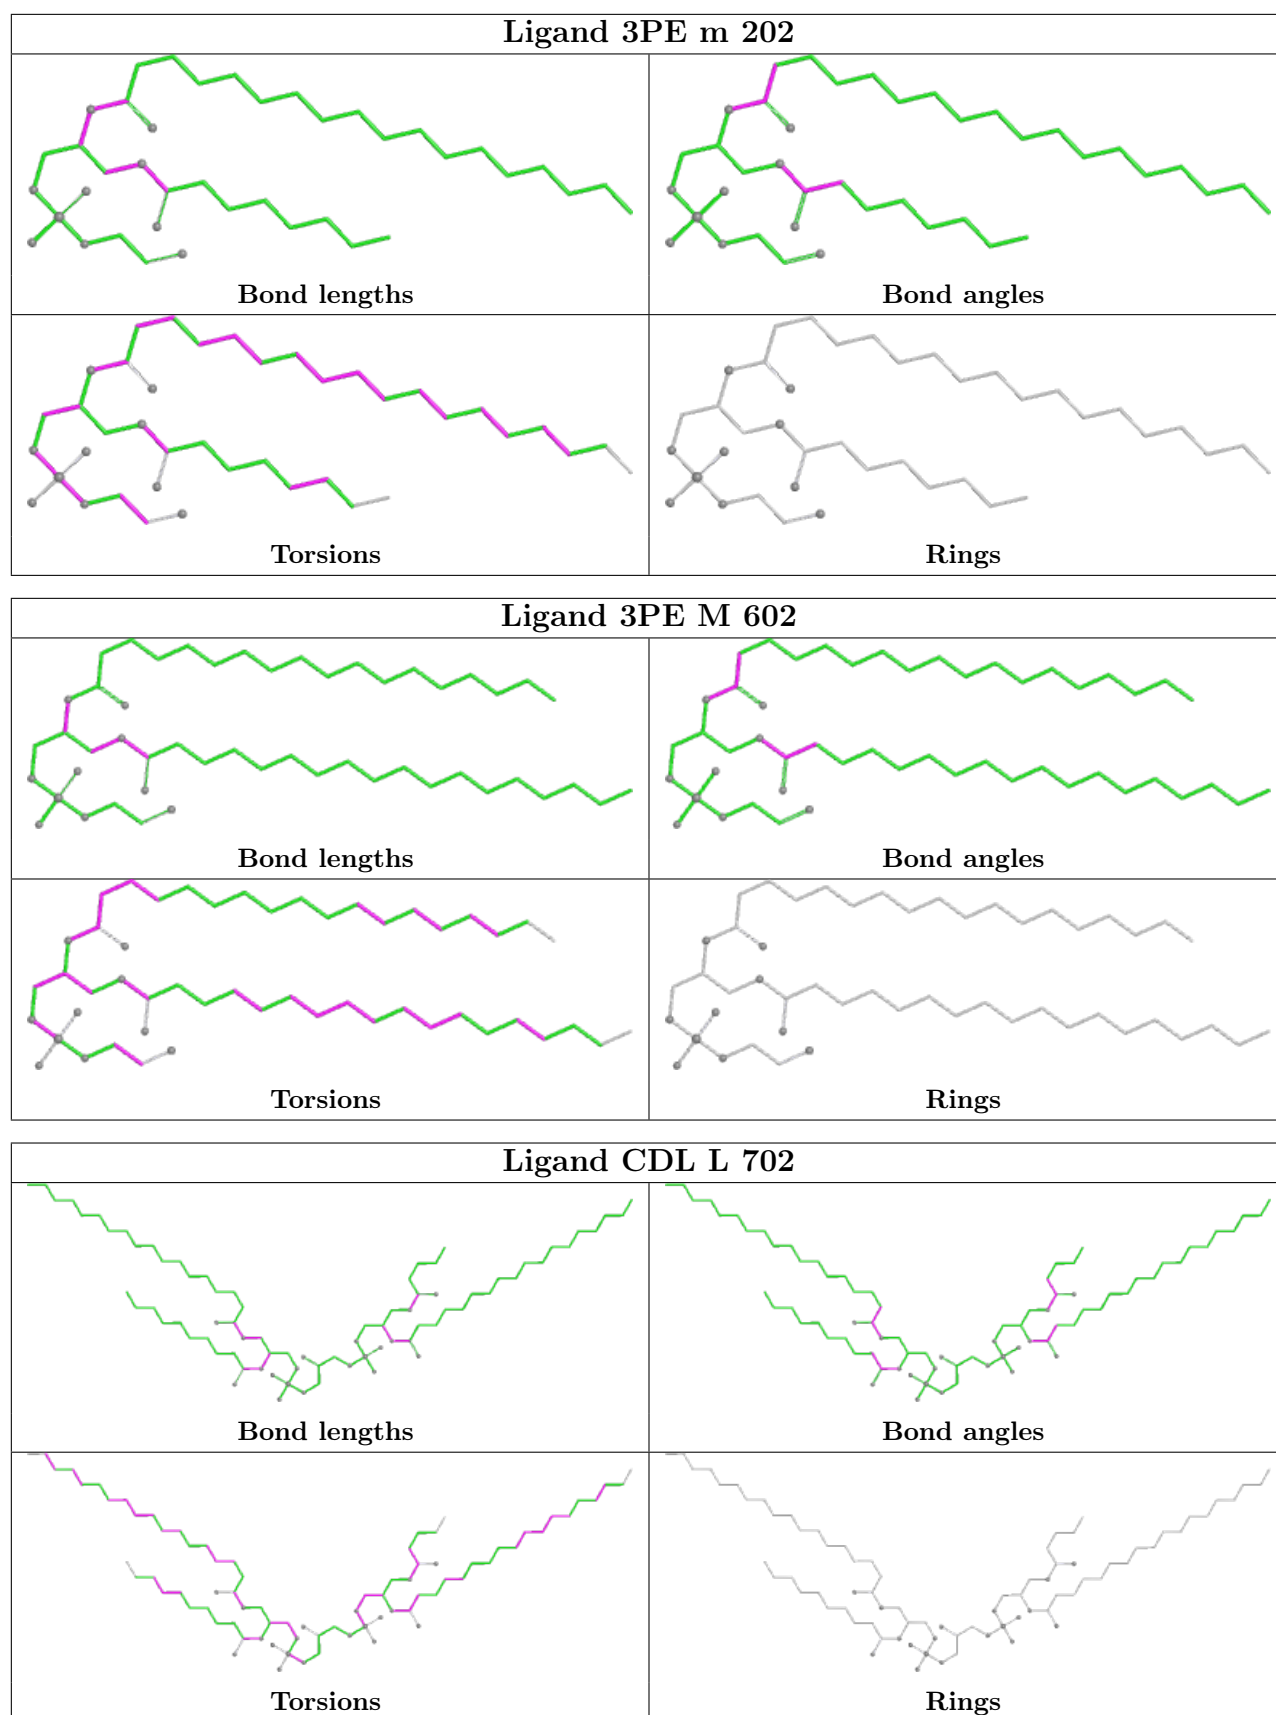 Ligand 3PE m 202
Bond lengths
Bond angles
Torsions
Rings
Ligand 3PE M 602
Bond lengths
Bond angles
Torsions
Rings
Ligand CDL L 702
Bond lengths
Bond angles
Torsions
Rings